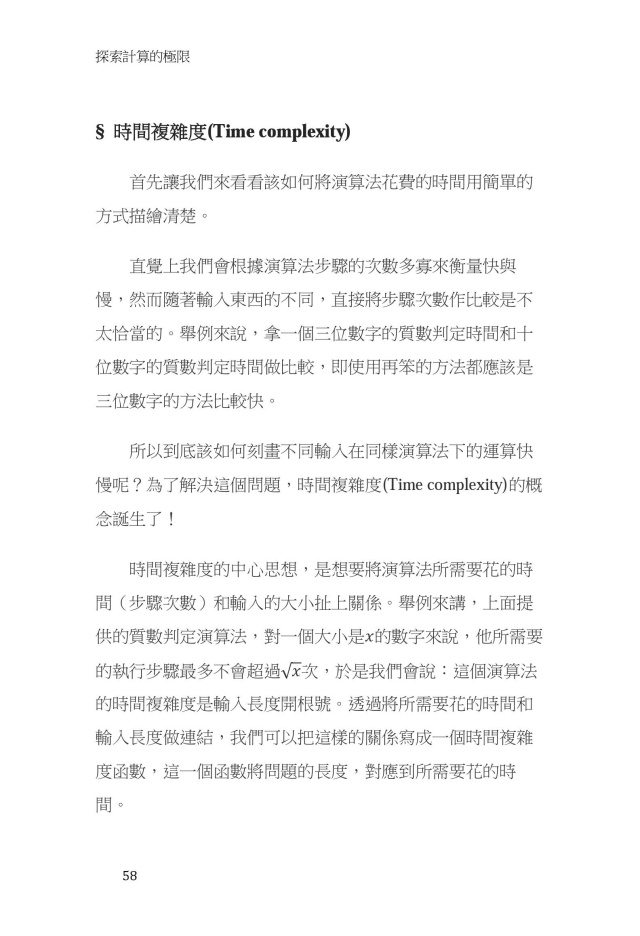 探索計算的極限
§ 時間複雜度(Time complexity)
首先讓我們來看看該如何將演算法花費的時間用簡單的
方式描繪清楚。
直覺上我們會根據演算法步驟的次數多寡來衡量快與
慢，然而隨著輸入東西的不同，直接將步驟次數作比較是不
太恰當的。舉例來說，拿一個三位數字的質數判定時間和十
位數字的質數判定時間做比較，即使用再笨的方法都應該是
三位數字的方法比較快。
所以到底該如何刻畫不同輸入在同樣演算法下的運算快
慢呢？為了解決這個問題，時間複雜度(Time complexity)的概
念誕生了！
時間複雜度的中心思想，是想要將演算法所需要花的時
間（步驟次數）和輸入的大小扯上關係。舉例來講，上面提
供的質數判定演算法，對一個大小是x的數字來說，他所需要
的執行步驟最多不會超過√x次，於是我們會說：這個演算法
的時間複雜度是輸入長度開根號。透過將所需要花的時間和
輸入長度做連結，我們可以把這樣的關係寫成一個時間複雜
度函數，這一個函數將問題的長度，對應到所需要花的時
間。
58